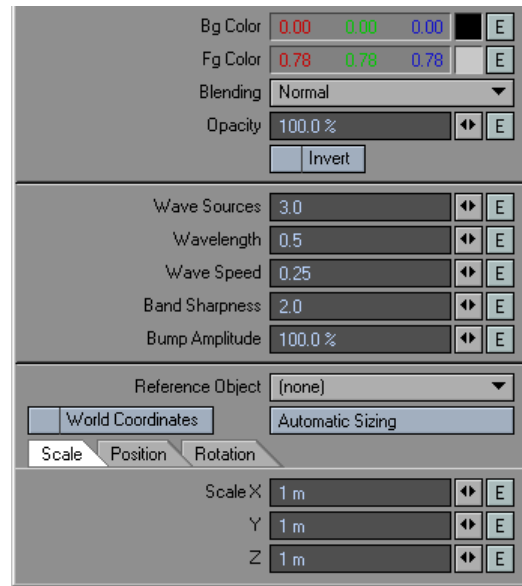 Bg Color 0.00 0.00 0.00 E
Fg Color 0.78 0.78 0.78 E
Blending Normal
Opacity 100.0 % E
Invert
Wave Sources 3.0 E
Wavelength 0.5 E
Wave Speed 0.25 E
Band Sharpness 2.0 E
Bump Amplitude 100.0 % E
Reference Object (none)
World Coordinates Automatic Sizing
Scale Position Rotation
Scale X 1 m E
Y 1 m E
Z 1 m E